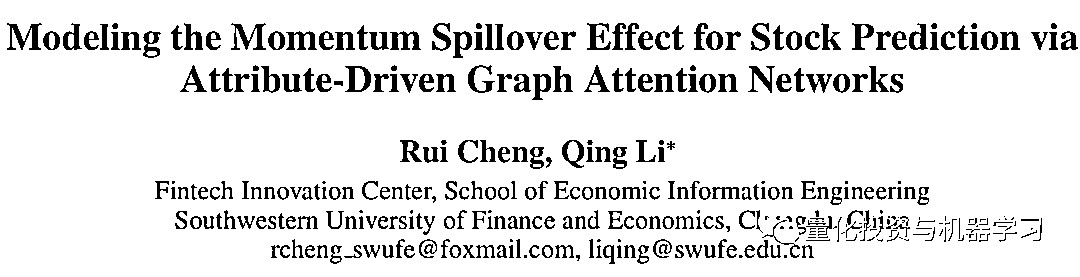 Modeling the Momentum Spillover Effect for Stock Prediction via
Attribute-Driven Graph Attention Networks
Rui Cheng, Qing Li*
Fintech Innovation Center, School of Economic Information Engineering
Southwestern University of Finance and Economics, Chengdu, China
rcheng_swufe@foxmail.com, liqing@swufe.edu.cn
量化投资与机器学习